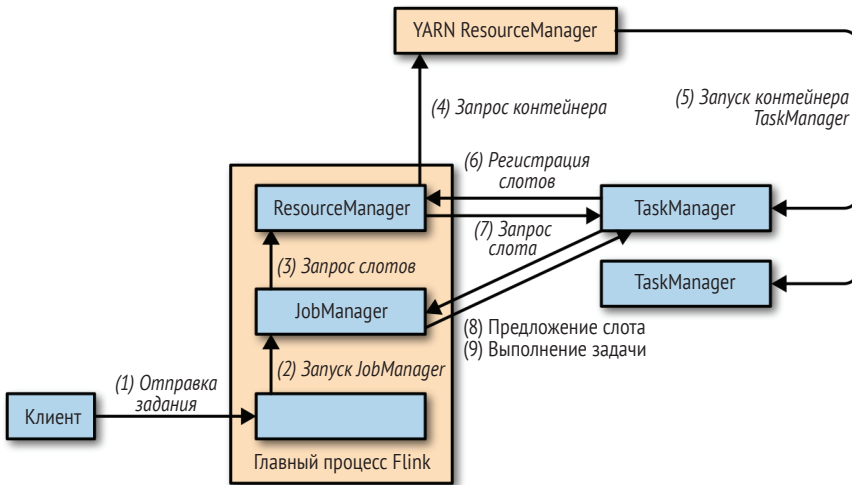 YARN ResourceManager
(4) Запрос контейнера
(5) Запуск контейнера
TaskManager
(6) Регистрация
слотов
ResourceManager
TaskManager
(7) Запрос
слота
(3) Запрос слотов
TaskManager
JobManager
(8) Предложение слота
(9) Выполнение задачи
(2) Запуск JobManager
(1) Отправка
задания
Клиент
Главный процесс Flink